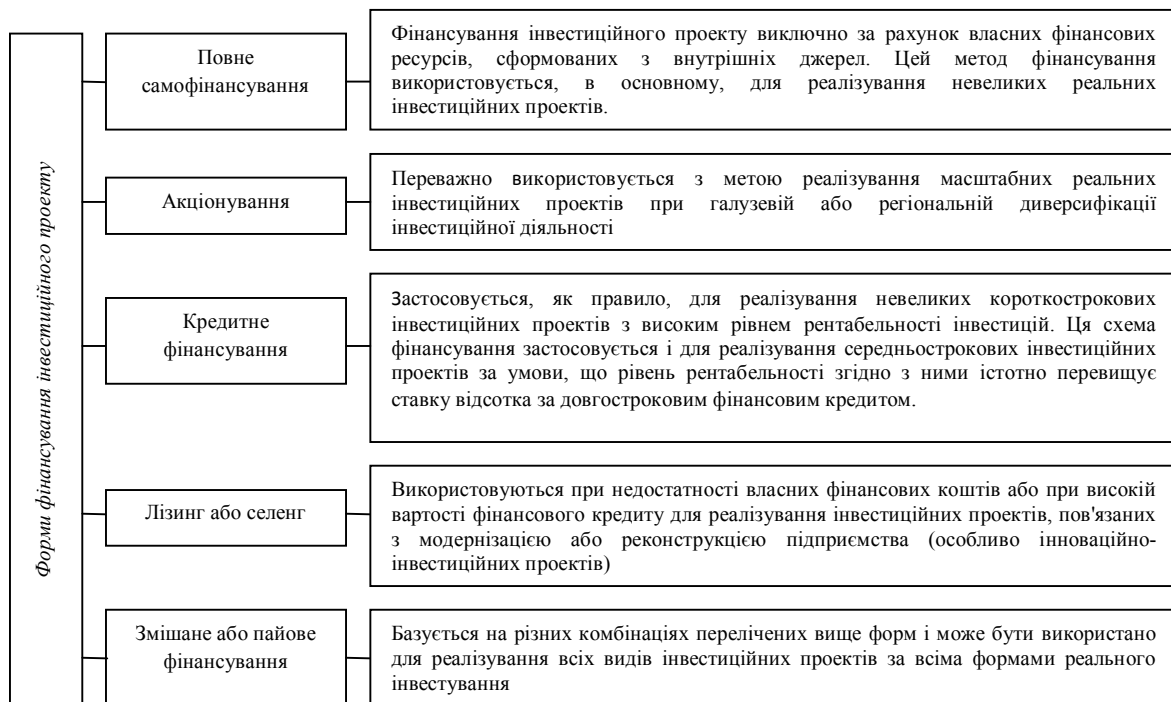 Форми фінансування інвестиційного проекту
Повне
самофінансування
Фінансування інвестиційного проекту виключно за рахунок власних фінансових
ресурсів, сформованих з внутрішніх джерел. Цей метод фінансування
використовується, в основному, для реалізування невеликих реальних
інвестиційних проектів.
Акціонування
Переважно використовується з метою реалізування масштабних реальних
інвестиційних проектів при галузевій або регіональній диверсифікації
інвестиційної діяльності
Кредитне
фінансування
Застосовується, як правило, для реалізування невеликих короткострокових
інвестиційних проектів з високим рівнем рентабельності інвестицій. Ця схема
фінансування застосовується і для реалізування середньострокових інвестиційних
проектів за умови, що рівень рентабельності згідно з ними істотно перевищує
ставку відсотка за довгостроковим фінансовим кредитом.
Лізинг або селенг
Використовуються при недостатності власних фінансових коштів або при високій
вартості фінансового кредиту для реалізування інвестиційних проектів, пов'язаних
з модернізацією або реконструкцією підприємства (особливо інноваційно-
інвестиційних проектів)
Змішане або пайове
фінансування
Базується на різних комбінаціях перелічених вище форм і може бути використано
для реалізування всіх видів інвестиційних проектів за всіма формами реального
інвестування